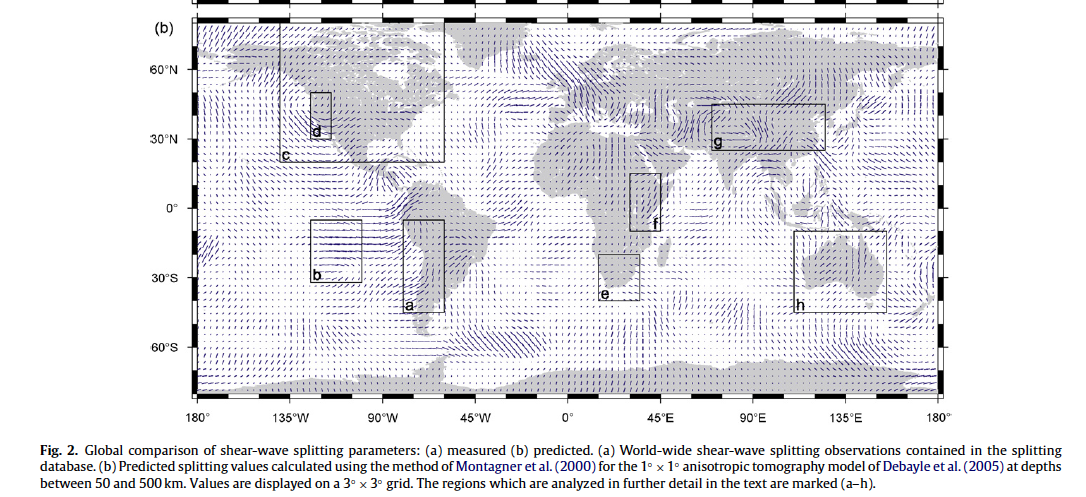 (b)
60°N
30°N
0°
30°S
60°S
d
c
g
f
b
a
e
h
180°
135°W
90°W
45°W
0°
45°E
90°E
135°E
180°
Fig. 2. Global comparison of shear-wave splitting parameters: (a) measured (b) predicted. (a) World-wide shear-wave splitting observations contained in the splitting
database. (b) Predicted splitting values calculated using the method of Montagner et al. (2000) for the 1° × 1° anisotropic tomography model of Debayle et al. (2005) at depths
between 50 and 500 km. Values are displayed on a 3° × 3° grid. The regions which are analyzed in further detail in the text are marked (a–h).